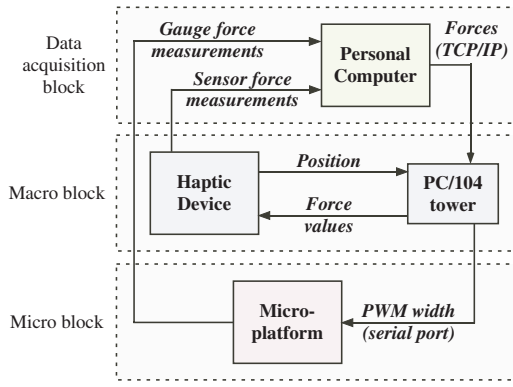 Data
acquisition
block
Gauge force
measurements
Sensor force
measurements
Personal
Computer
Forces
(TCP/IP)
Macro block
Haptic
Device
Position
Force
values
PC/104
tower
Micro block
Micro-
platform
PWM width
(serial port)